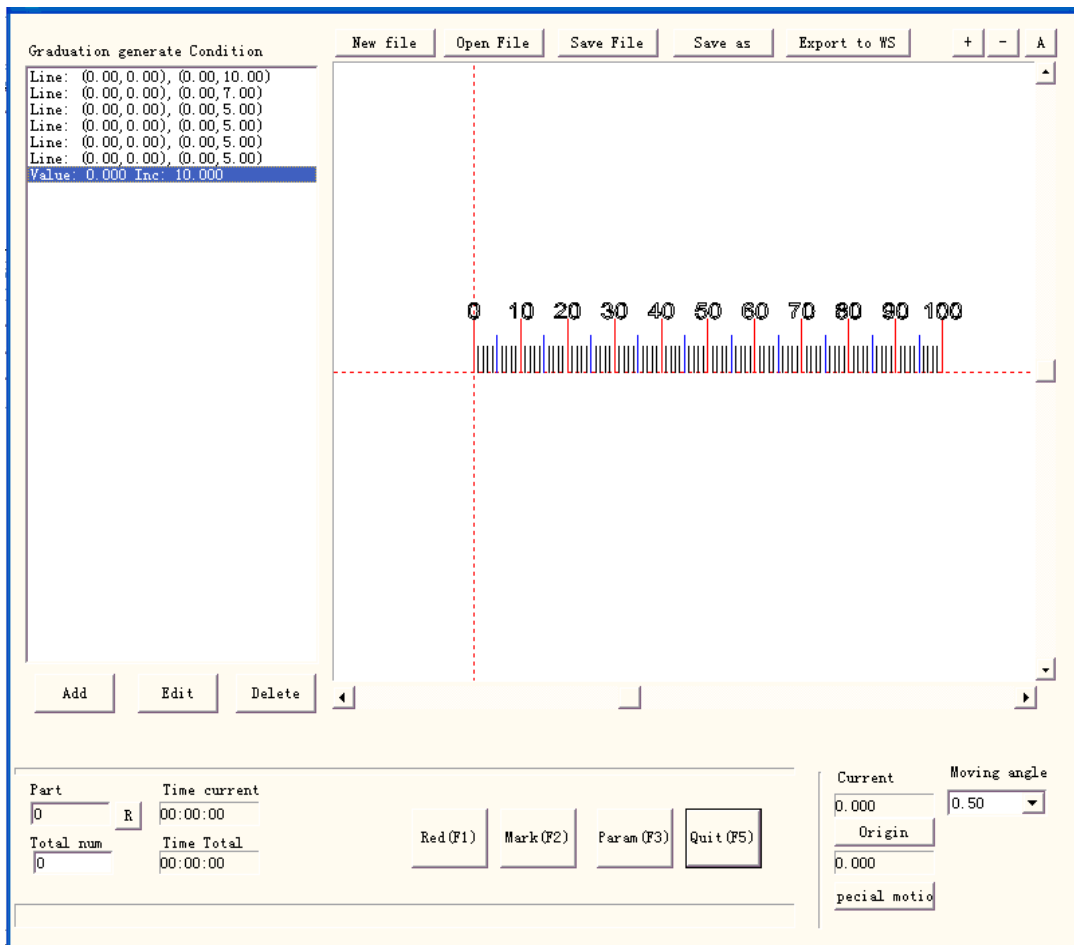 Graduation generate Condition
New file Open File Save File Save as Export to WS + - A
Line: (0.00,0.00), (0.00,10.00)
Line: (0.00,0.00), (0.00,7.00)
Line: (0.00,0.00), (0.00,5.00)
Line: (0.00,0.00), (0.00,5.00)
Line: (0.00,0.00), (0.00,5.00)
Line: (0.00,0.00), (0.00,5.00)
Value: 0.000 Inc: 10.000
0 10 20 30 40 50 60 70 80 90 100
Add Edit Delete
Part Time current
0 R 00:00:00
Total num Time Total
0 00:00:00
Red(F1) Mark(F2) Param(F3) Quit(F5)
Current Moving angle
0.000 0.50
Origin
0.000
pecial motio